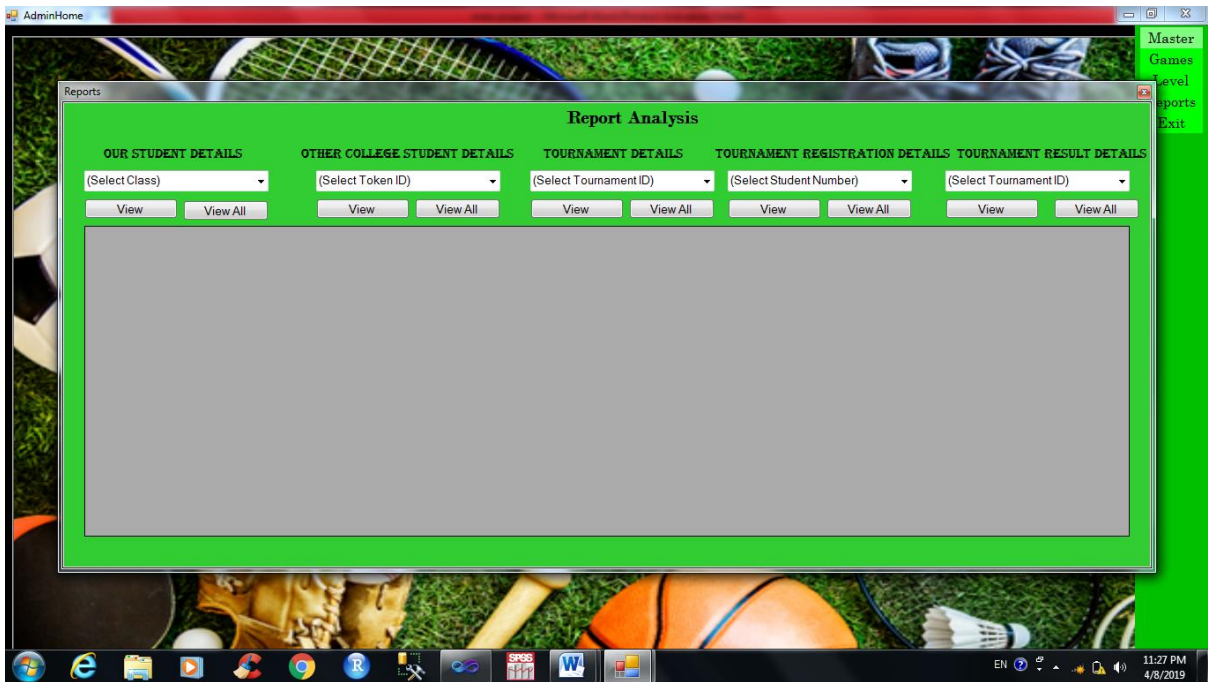 AdminHome
Master
Games
Level
eports
Exit
Reports
Report Analysis
OUR STUDENT DETAILS
OTHER COLLEGE STUDENT DETAILS
TOURNAMENT DETAILS
TOURNAMENT REGISTRATION DETAILS
TOURNAMENT RESULT DETAILS
(Select Class)
(Select Token ID)
(Select Tournament ID)
(Select Student Number)
(Select Tournament ID)
View
View All
View
View All
View
View All
View
View All
View
View All
R
SPSS
W
EN
11:27 PM
4/8/2019